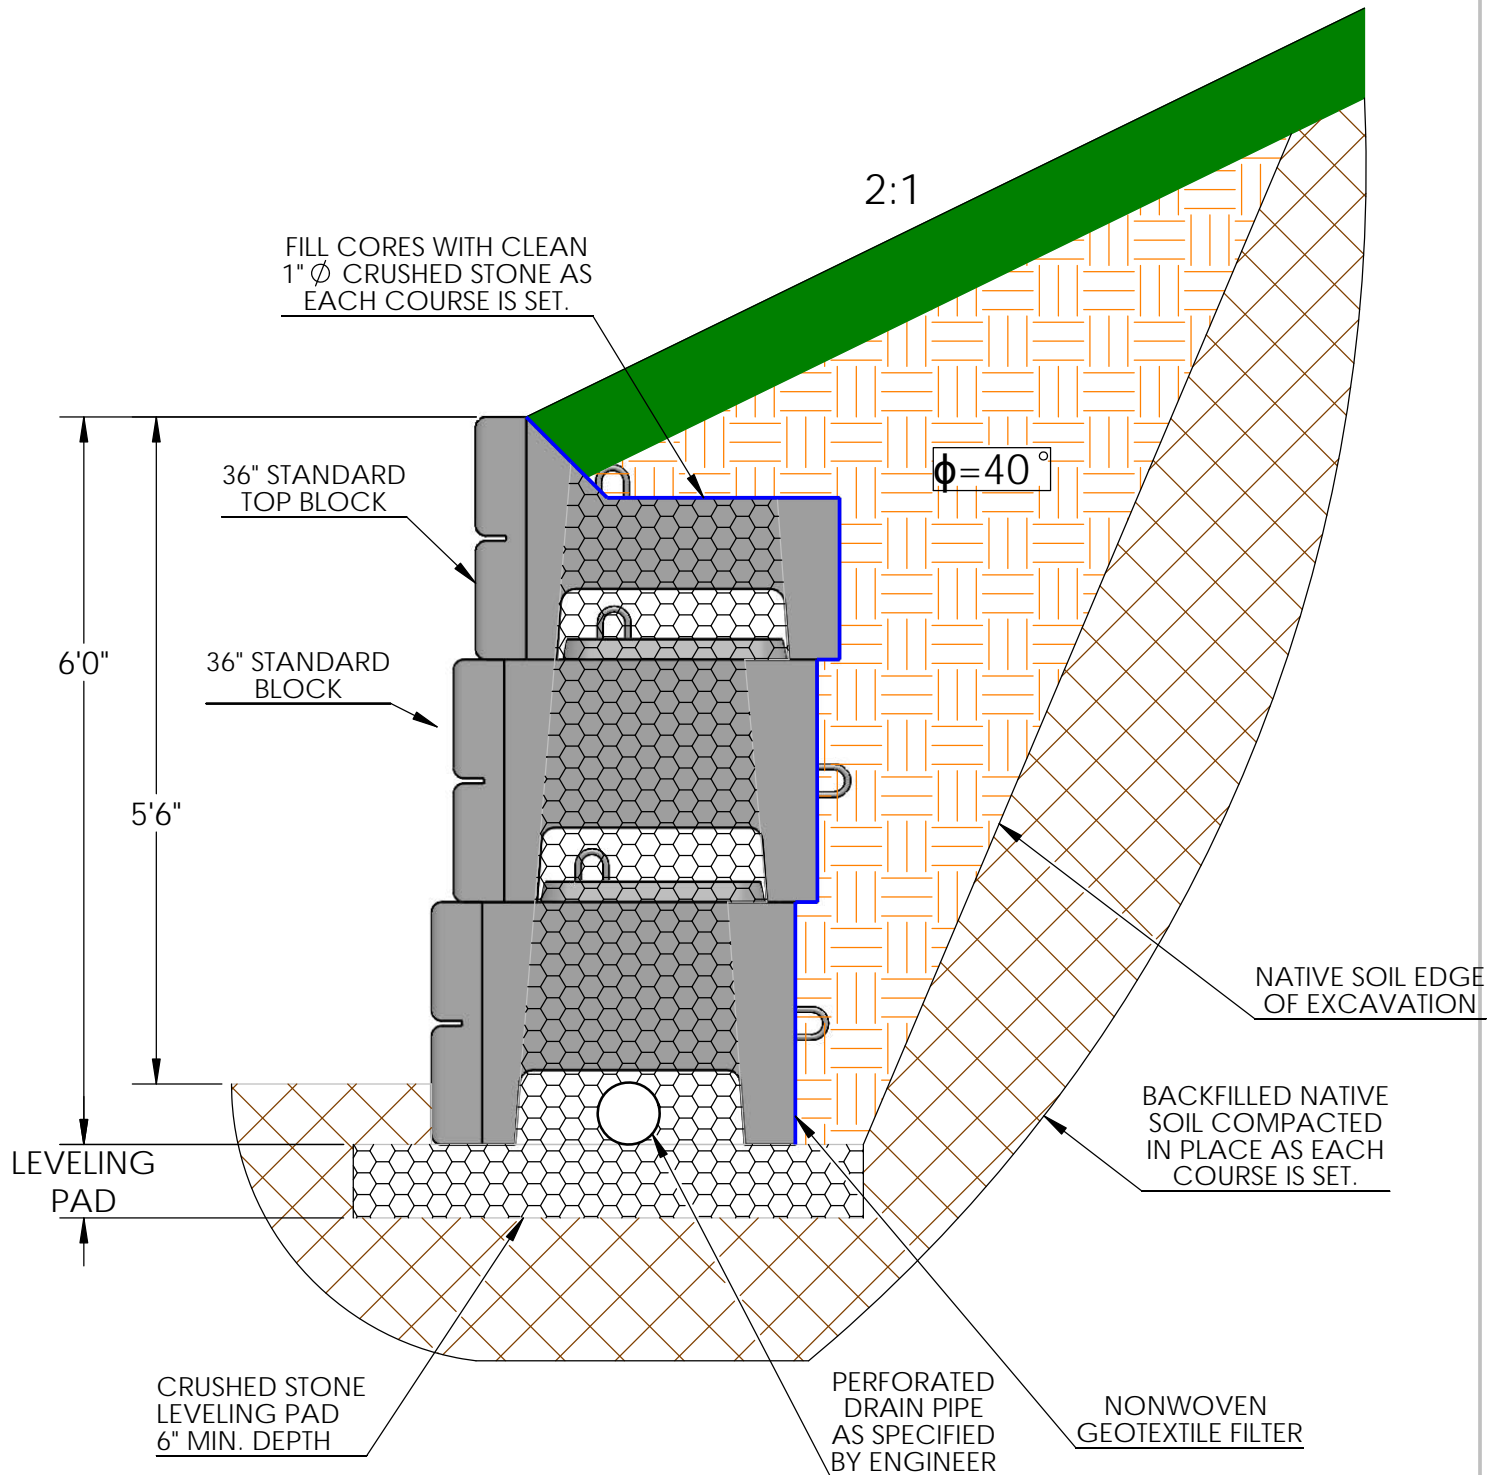 2:1
FILL CORES WITH CLEAN
1" Ø CRUSHED STONE AS
EACH COURSE IS SET.
36" STANDARD
TOP BLOCK
ϕ=40°
6'0"
36" STANDARD
BLOCK
5'6"
NATIVE SOIL EDGE
OF EXCAVATION
BACKFILLED NATIVE
SOIL COMPACTED
IN PLACE AS EACH
COURSE IS SET.
LEVELING
PAD
CRUSHED STONE
LEVELING PAD
6" MIN. DEPTH
PERFORATED
DRAIN PIPE
AS SPECIFIED
BY ENGINEER
NONWOVEN
GEOTEXTILE FILTER